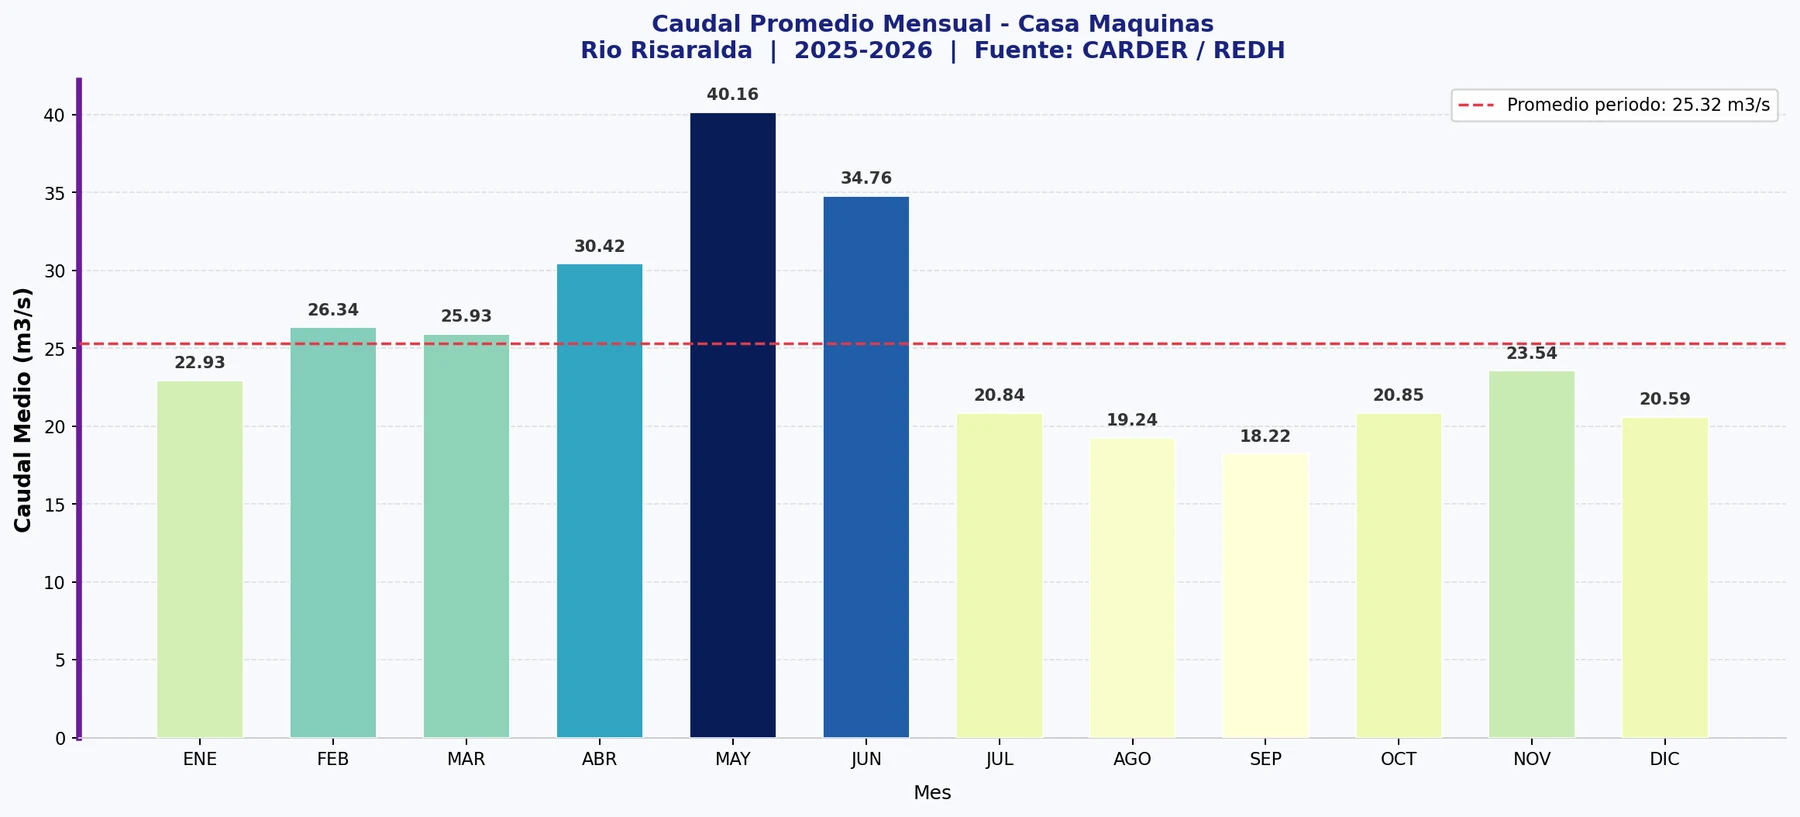 Caudal Promedio Mensual - Casa Maquinas
Rio Risaralda | 2025-2026 | Fuente: CARDER / REDH
Promedio periodo: 25.32 m3/s
Caudal Medio (m3/s)
40
35
30
25
20
15
10
5
0
22.93
26.34
25.93
30.42
40.16
34.76
20.84
19.24
18.22
20.85
23.54
20.59
ENE
FEB
MAR
ABR
MAY
JUN
JUL
AGO
SEP
OCT
NOV
DIC
Mes